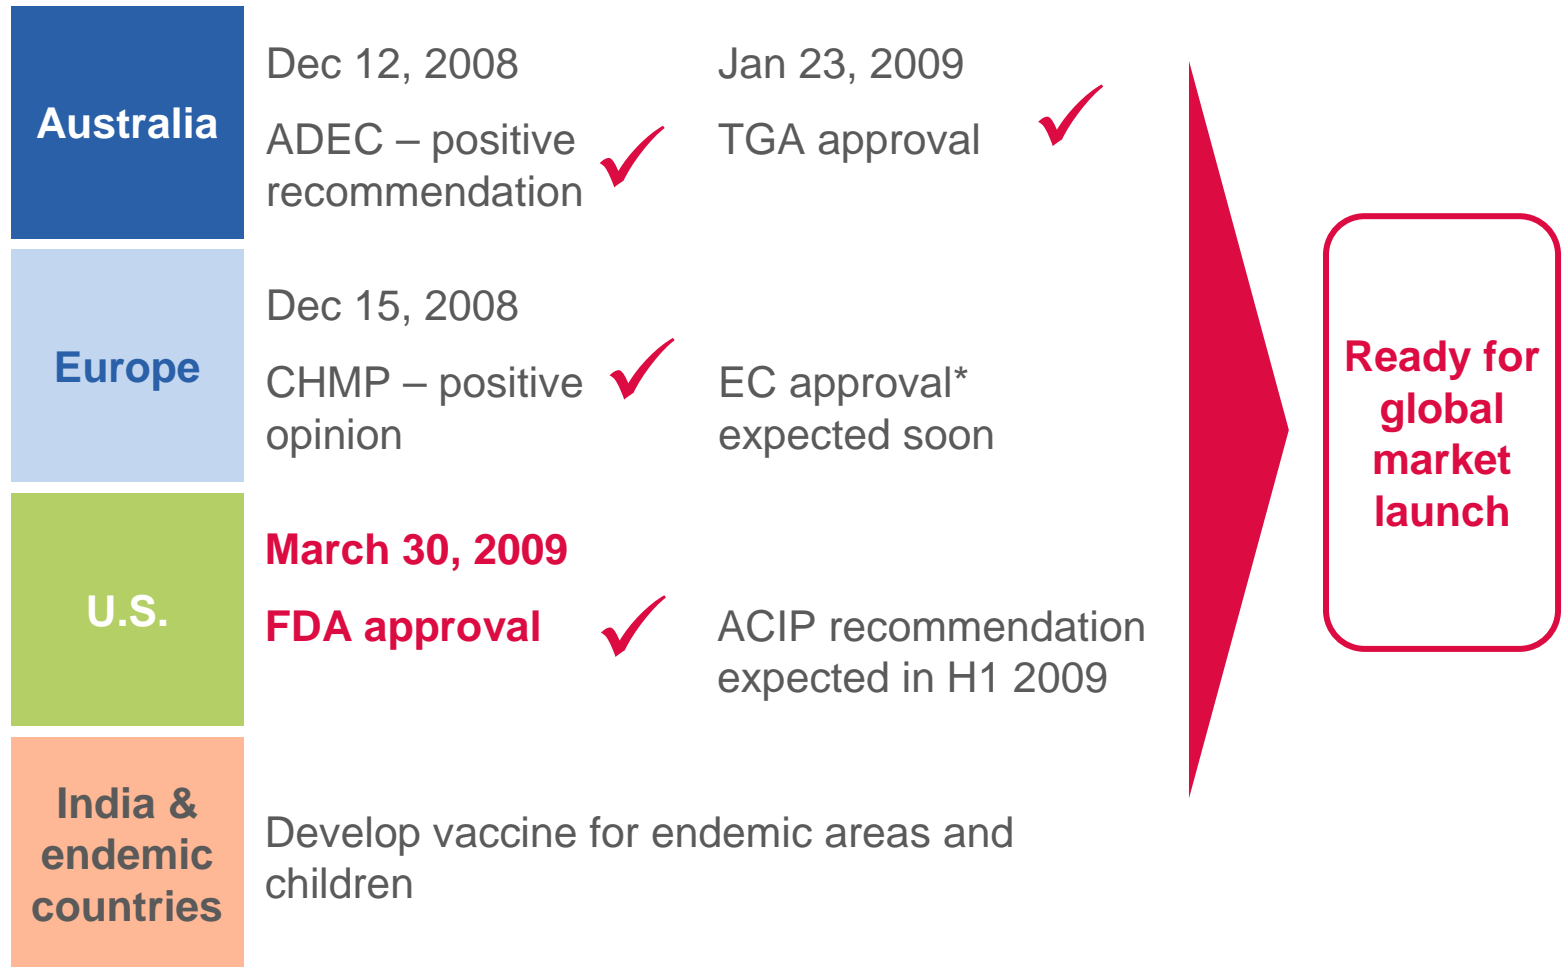 Australia
Dec 12, 2008
ADEC – positive
recommendation
Jan 23, 2009
TGA approval
Europe
Dec 15, 2008
CHMP – positive
opinion
EC approval*
expected soon
U.S.
March 30, 2009
FDA approval
ACIP recommendation
expected in H1 2009
India &
endemic
countries
Develop vaccine for endemic areas and
children
Ready for
global
market
launch